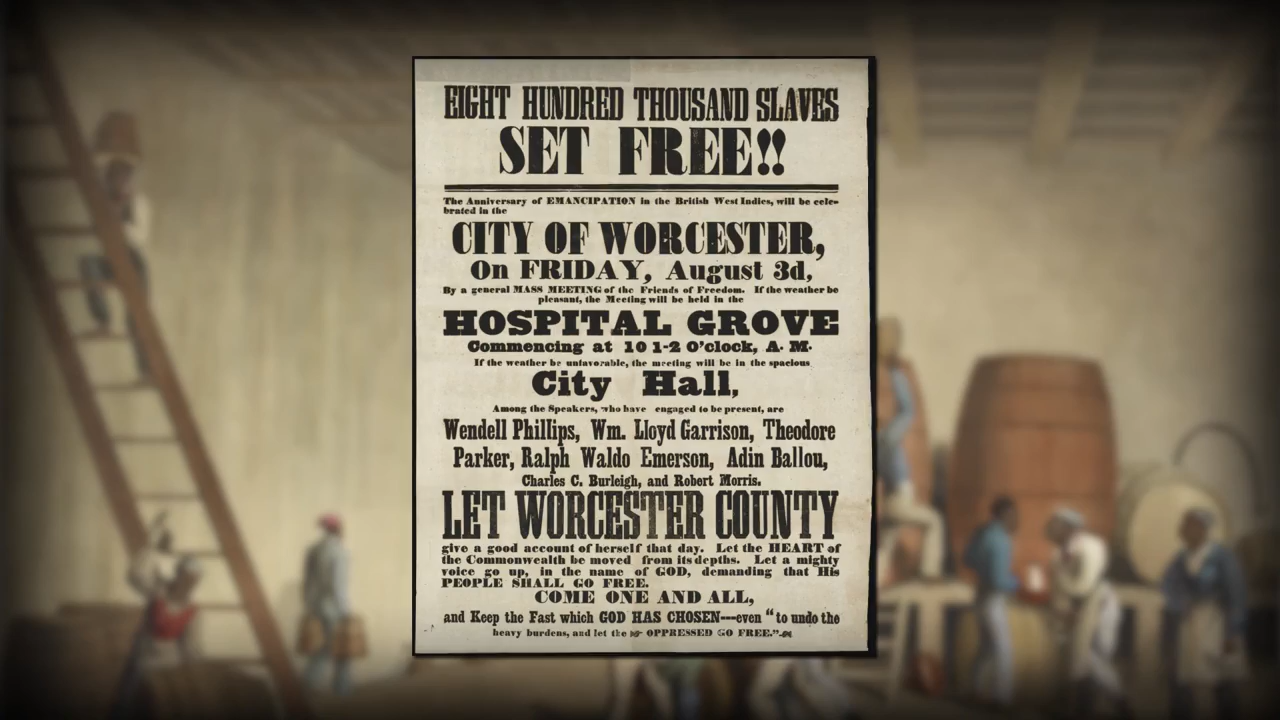 EIGHT HUNDRED THOUSAND SLAVES
SET FREE!!
The Anniversary of EMANCIPATION in the British West Indies, will be cele-
brated in the
CITY OF WORCESTER,
On FRIDAY, August 3d,
By a general MASS MEETING of the Friends of Freedom. If the weather be
pleasant, the Meeting will be held in the
HOSPITAL GROVE
Commencing at 10 1-2 O'clock, A. M.
If the weather be unfavorable, the meeting will be in the spacious
City Hall,
Among the Speakers, who have engaged to be present, are
Wendell Phillips, Wm. Lloyd Garrison, Theodore
Parker, Ralph Waldo Emerson, Adin Ballou,
Charles C. Burleigh, and Robert Morris.
LET WORCESTER COUNTY
give a good account of herself that day. Let the HEART of
the Commonwealth be moved from its depths. Let a mighty
voice go up, in the name of GOD, demanding that His
PEOPLE SHALL GO FREE.
COME ONE AND ALL,
and Keep the Fast which GOD HAS CHOSEN---even "to undo the
heavy burdens, and let the ☞ OPPRESSED GO FREE."☜